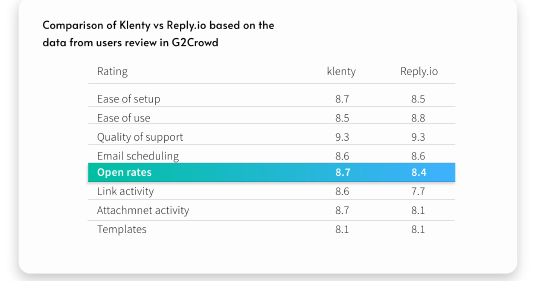 Comparison of Klenty vs Reply.io based on the
data from users review in G2Crowd
Rating klenty Reply.io
Ease of setup 8.7 8.5
Ease of use 8.5 8.8
Quality of support 9.3 9.3
Email scheduling 8.6 8.6
Open rates 8.7 8.4
Link activity 8.6 7.7
Attachmnet activity 8.7 8.1
Templates 8.1 8.1